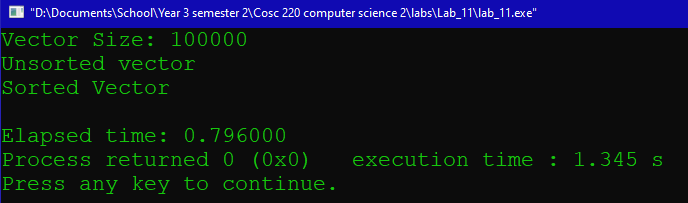 "D:\Documents\School\Year 3 semester 2\Cosc 220 computer science 2\labs\Lab_11\lab_11.exe"
Vector Size: 100000
Unsorted vector
Sorted Vector
Elapsed time: 0.796000
Process returned 0 (0x0)   execution time : 1.345 s
Press any key to continue.